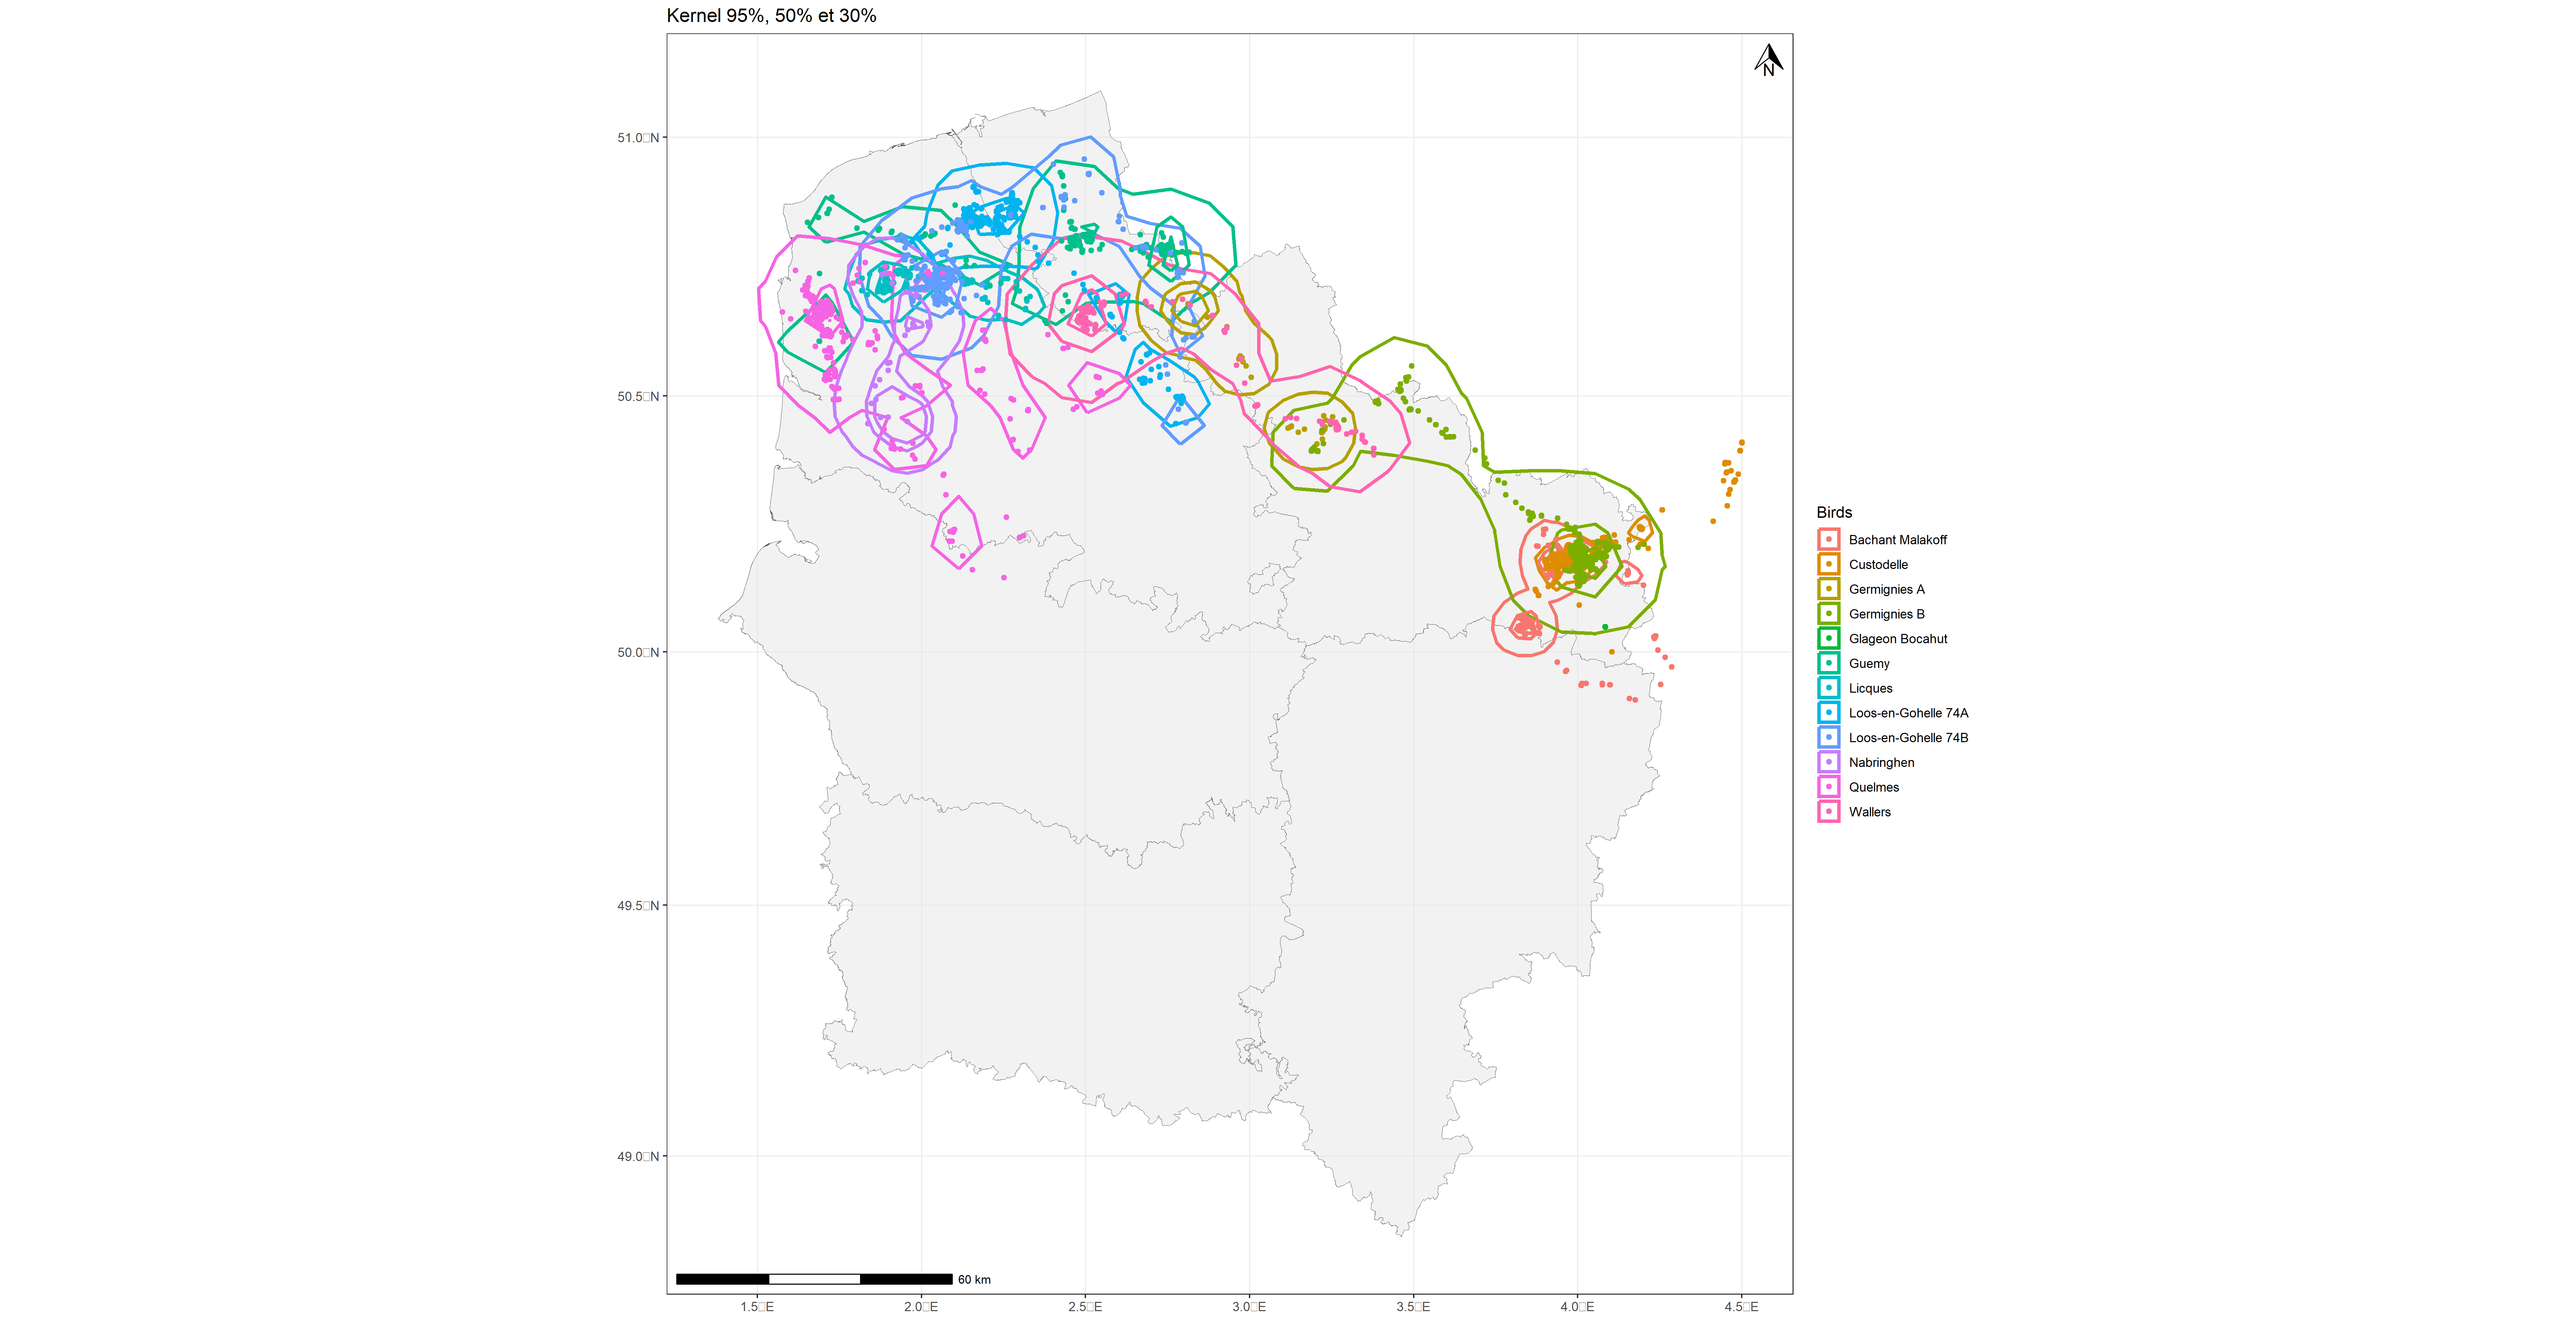 Kernel 95%, 50% et 30%
N
51.0□N
50.5□N
50.0□N
49.5□N
49.0□N
60 km
1.5□E
2.0□E
2.5□E
3.0□E
3.5□E
4.0□E
4.5□E
Birds
Bachant Malakoff
Custodelle
Germignies A
Germignies B
Glageon Bocahut
Guemy
Licques
Loos-en-Gohelle 74A
Loos-en-Gohelle 74B
Nabringhen
Quelmes
Wallers